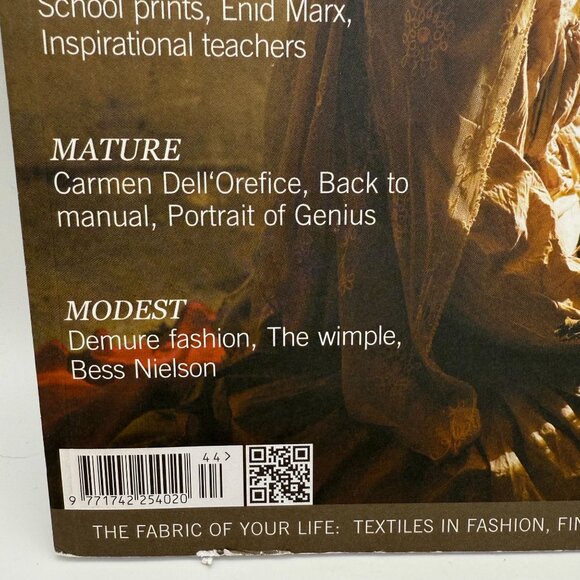 School prints, Enid Marx,
Inspirational teachers
MATURE
Carmen Dell'Orefice, Back to
manual, Portrait of Genius
MODEST
Demure fashion, The wimple,
Bess Nielson
44>
9 771742 254020
THE FABRIC OF YOUR LIFE: TEXTILES IN FASHION, FIN